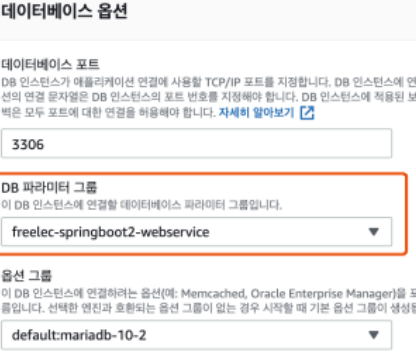 데이터베이스 옵션
데이터베이스 포트
DB 인스턴스가 애플리케이션 연결에 사용할 TCP/IP 포트를 지정합니다. DB 인스턴스에 연
션의 연결 문자열은 DB 인스턴스의 포트 번호를 지정해야 합니다. DB 인스턴스에 적용된 보
벽은 모두 포트에 대한 연결을 허용해야 합니다. 자세히 알아보기
3306
DB 파라미터 그룹
이 DB 인스턴스에 연결할 데이터베이스 파라미터 그룹입니다.
freelec-springboot2-webservice
옵션 그룹
이 DB 인스턴스에 연결하려는 옵션(예: Memcached, Oracle Enterprise Manager)을 포
룹입니다. 선택한 엔진과 호환되는 옵션 그룹이 없는 경우 시작할 때 기본 옵션 그룹이 생성됩
default:mariadb-10-2